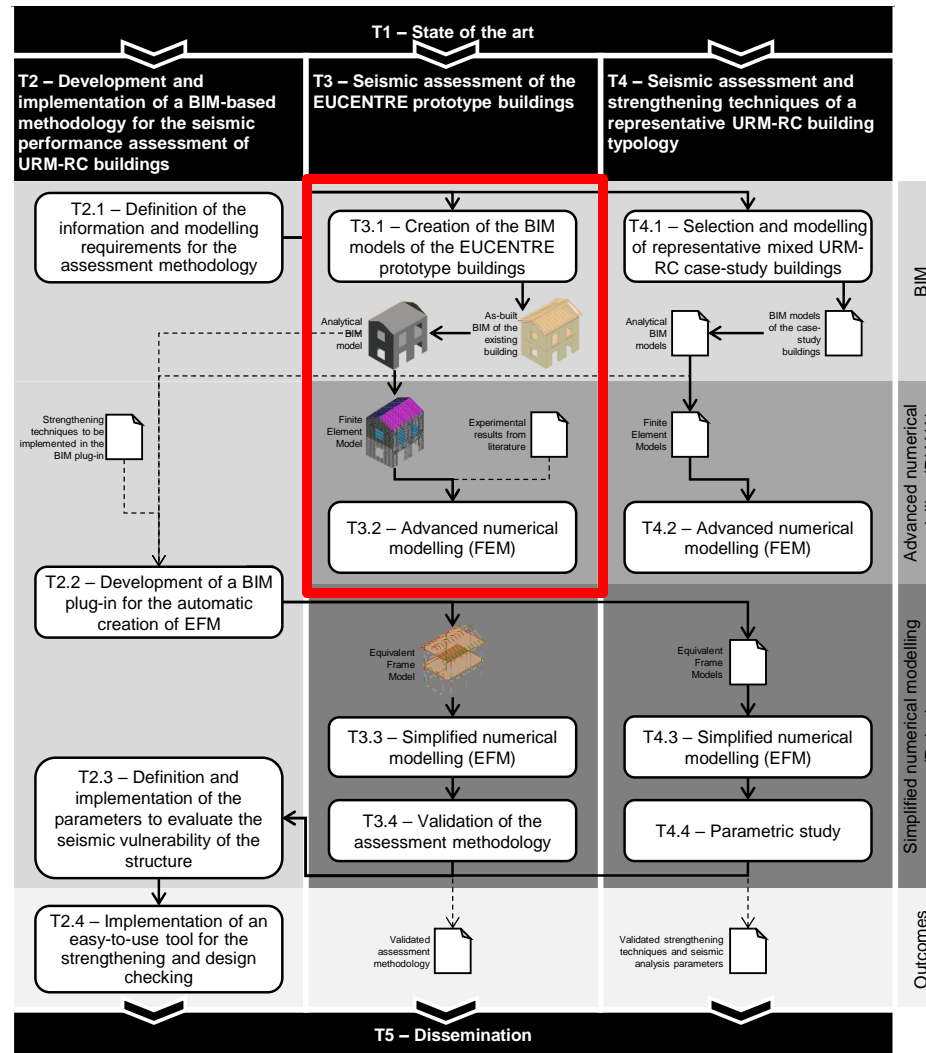 T1 – State of the art
T2 – Development and
implementation of a BIM-based
methodology for the seismic
performance assessment of
URM-RC buildings
T3 – Seismic assessment of the
EUCENTRE prototype buildings
T4 – Seismic assessment and
strengthening techniques of a
representative URM-RC building
typology
T2.1 – Definition of the
information and modelling
requirements for the
assessment methodology
T3.1 – Creation of the BIM
models of the EUCENTRE
prototype buildings
T4.1 – Selection and modelling
of representative mixed URM-
RC case-study buildings
BIM
Analytical
BIM
model
As-built
BIM of the
existing
building
Analytical
BIM
models
BIM models
of the case-
study
buildings
Strengthening
techniques to be
implemented in the
BIM plug-in
Finite
Element
Model
Experimental
results from
literature
Finite
Element
Models
Advanced numerical
T3.2 – Advanced numerical
modelling (FEM)
T4.2 – Advanced numerical
modelling (FEM)
T2.2 – Development of a BIM
plug-in for the automatic
creation of EFM
Equivalent
Frame
Model
Equivalent
Frame
Models
Simplified numerical modelling
T3.3 – Simplified numerical
modelling (EFM)
T4.3 – Simplified numerical
modelling (EFM)
T2.3 – Definition and
implementation of the
parameters to evaluate the
seismic vulnerability of the
structure
T3.4 – Validation of the
assessment methodology
T4.4 – Parametric study
T2.4 – Implementation of an
easy-to-use tool for the
strengthening and design
checking
Validated
assessment
methodology
Validated strengthening
techniques and seismic
analysis parameters
Outcomes
T5 – Dissemination